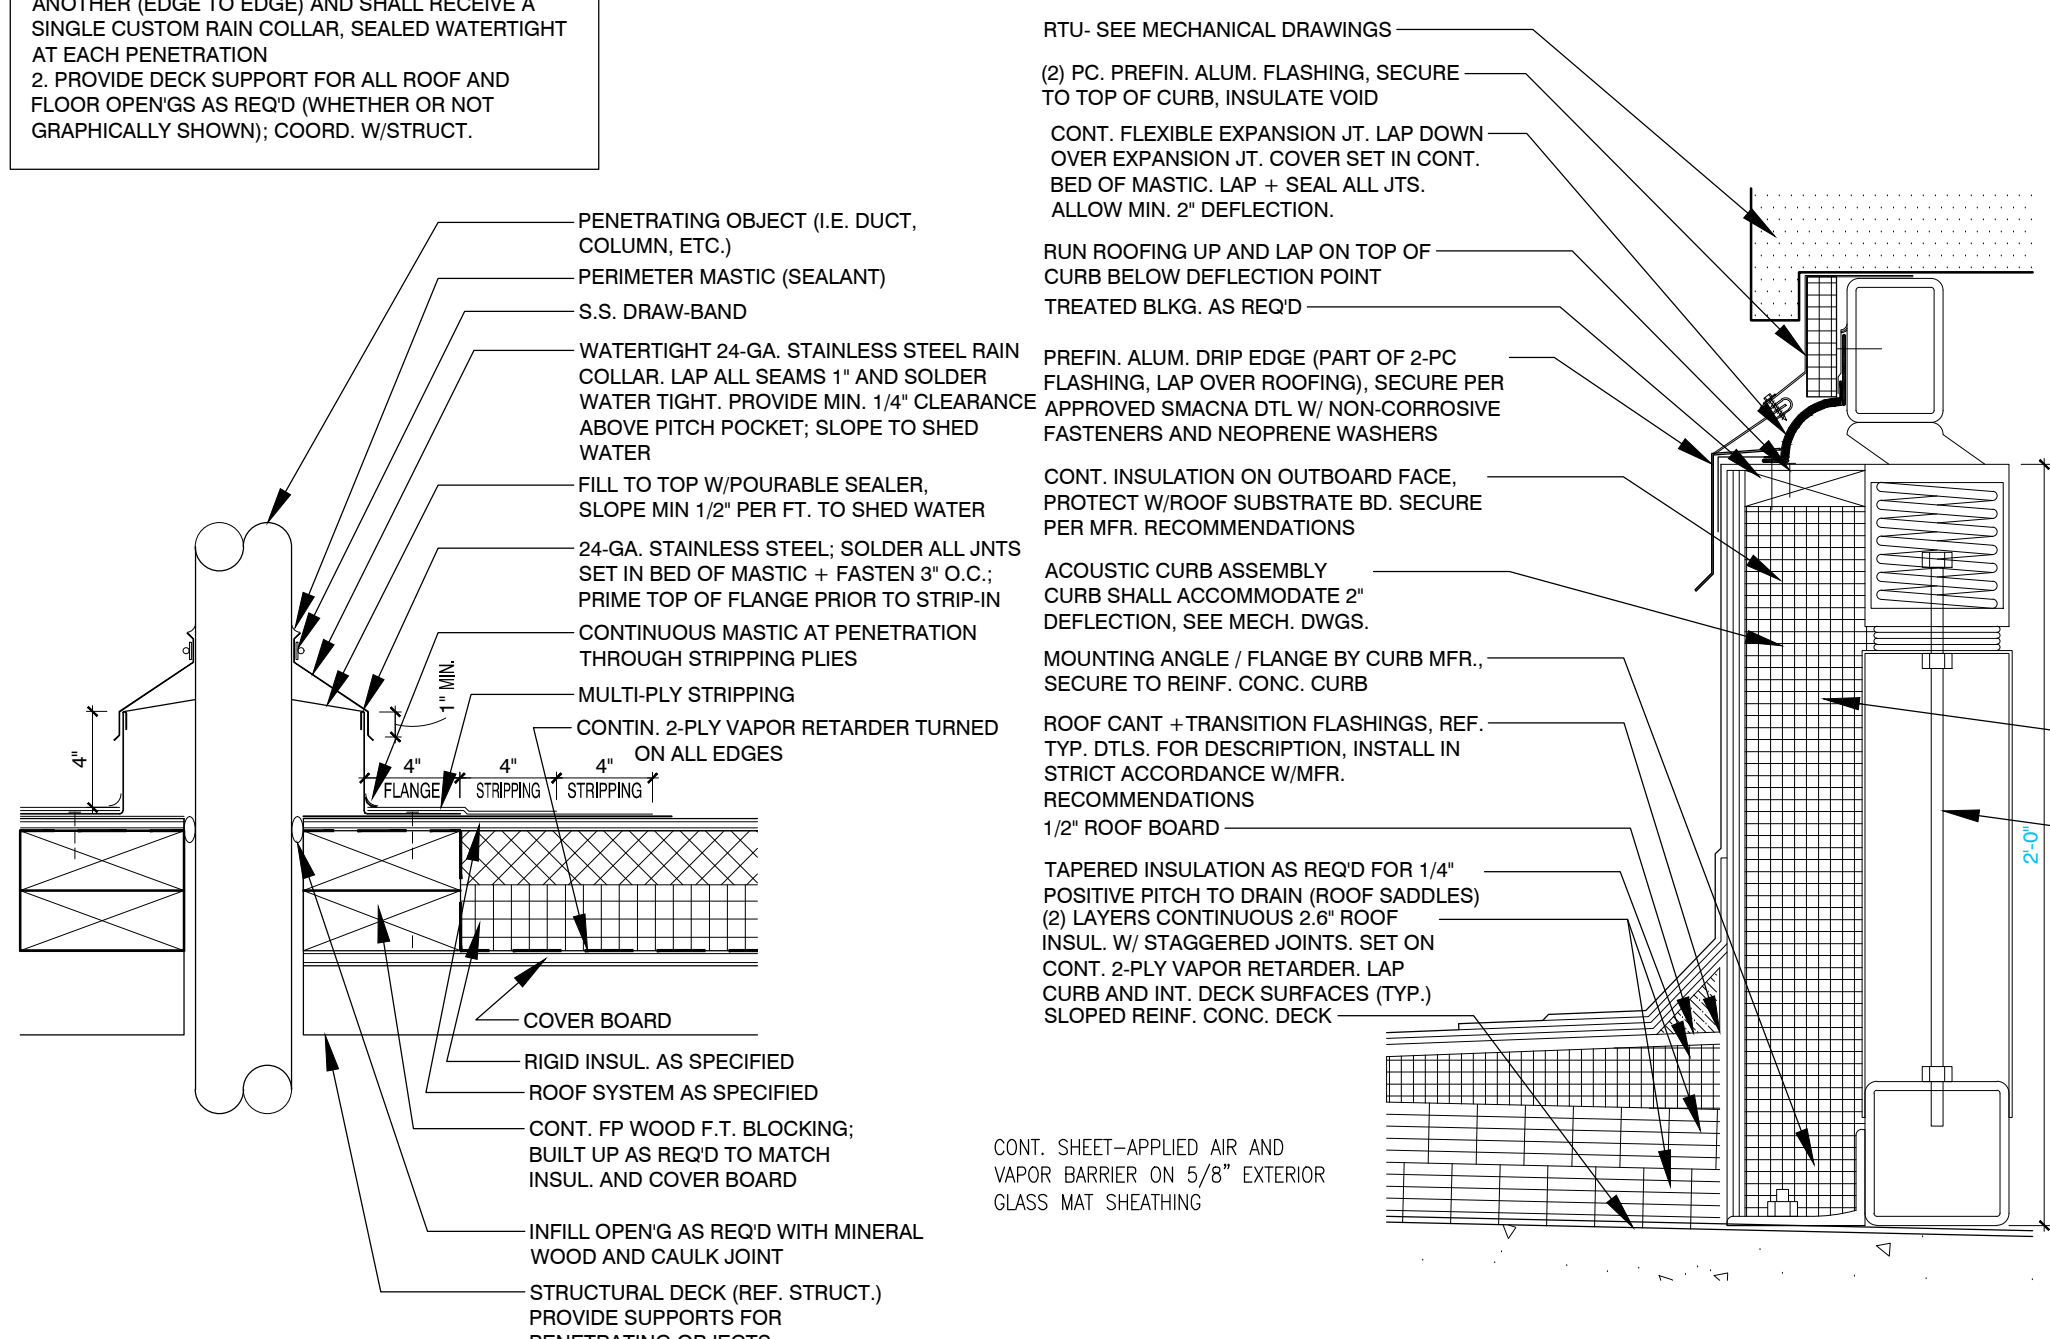 ANOTHER (EDGE TO EDGE) AND SHALL RECEIVE A
SINGLE CUSTOM RAIN COLLAR, SEALED WATERTIGHT
AT EACH PENETRATION
2. PROVIDE DECK SUPPORT FOR ALL ROOF AND
FLOOR OPEN'GS AS REQ'D (WHETHER OR NOT
GRAPHICALLY SHOWN); COORD. W/STRUCT.
PENETRATING OBJECT (I.E. DUCT,
COLUMN, ETC.)
PERIMETER MASTIC (SEALANT)
S.S. DRAW-BAND
WATERTIGHT 24-GA. STAINLESS STEEL RAIN
COLLAR. LAP ALL SEAMS 1" AND SOLDER
WATER TIGHT. PROVIDE MIN. 1/4" CLEARANCE
ABOVE PITCH POCKET; SLOPE TO SHED
WATER
FILL TO TOP W/POURABLE SEALER,
SLOPE MIN 1/2" PER FT. TO SHED WATER
24-GA. STAINLESS STEEL; SOLDER ALL JNTS
SET IN BED OF MASTIC + FASTEN 3" O.C.;
PRIME TOP OF FLANGE PRIOR TO STRIP-IN
CONTINUOUS MASTIC AT PENETRATION
THROUGH STRIPPING PLIES
MULTI-PLY STRIPPING
CONTIN. 2-PLY VAPOR RETARDER TURNED
ON ALL EDGES
1" MIN.
4"
4"
4"
4"
FLANGE
STRIPPING
STRIPPING
COVER BOARD
RIGID INSUL. AS SPECIFIED
ROOF SYSTEM AS SPECIFIED
CONT. FP WOOD F.T. BLOCKING;
BUILT UP AS REQ'D TO MATCH
INSUL. AND COVER BOARD
INFILL OPEN'G AS REQ'D WITH MINERAL
WOOD AND CAULK JOINT
STRUCTURAL DECK (REF. STRUCT.)
PROVIDE SUPPORTS FOR
PENETRATING OBJECTS
RTU- SEE MECHANICAL DRAWINGS
(2) PC. PREFIN. ALUM. FLASHING, SECURE
TO TOP OF CURB, INSULATE VOID
CONT. FLEXIBLE EXPANSION JT. LAP DOWN
OVER EXPANSION JT. COVER SET IN CONT.
BED OF MASTIC. LAP + SEAL ALL JTS.
ALLOW MIN. 2" DEFLECTION.
RUN ROOFING UP AND LAP ON TOP OF
CURB BELOW DEFLECTION POINT
TREATED BLKG. AS REQ'D
PREFIN. ALUM. DRIP EDGE (PART OF 2-PC
FLASHING, LAP OVER ROOFING), SECURE PER
APPROVED SMACNA DTL W/ NON-CORROSIVE
FASTENERS AND NEOPRENE WASHERS
CONT. INSULATION ON OUTBOARD FACE,
PROTECT W/ROOF SUBSTRATE BD. SECURE
PER MFR. RECOMMENDATIONS
ACOUSTIC CURB ASSEMBLY
CURB SHALL ACCOMMODATE 2"
DEFLECTION, SEE MECH. DWGS.
MOUNTING ANGLE / FLANGE BY CURB MFR.,
SECURE TO REINF. CONC. CURB
ROOF CANT +TRANSITION FLASHINGS, REF.
TYP. DTLS. FOR DESCRIPTION, INSTALL IN
STRICT ACCORDANCE W/MFR.
RECOMMENDATIONS
1/2" ROOF BOARD
TAPERED INSULATION AS REQ'D FOR 1/4"
POSITIVE PITCH TO DRAIN (ROOF SADDLES)
(2) LAYERS CONTINUOUS 2.6" ROOF
INSUL. W/ STAGGERED JOINTS. SET ON
CONT. 2-PLY VAPOR RETARDER. LAP
CURB AND INT. DECK SURFACES (TYP.)
SLOPED REINF. CONC. DECK
CONT. SHEET-APPLIED AIR AND
VAPOR BARRIER ON 5/8" EXTERIOR
GLASS MAT SHEATHING
2'-0"